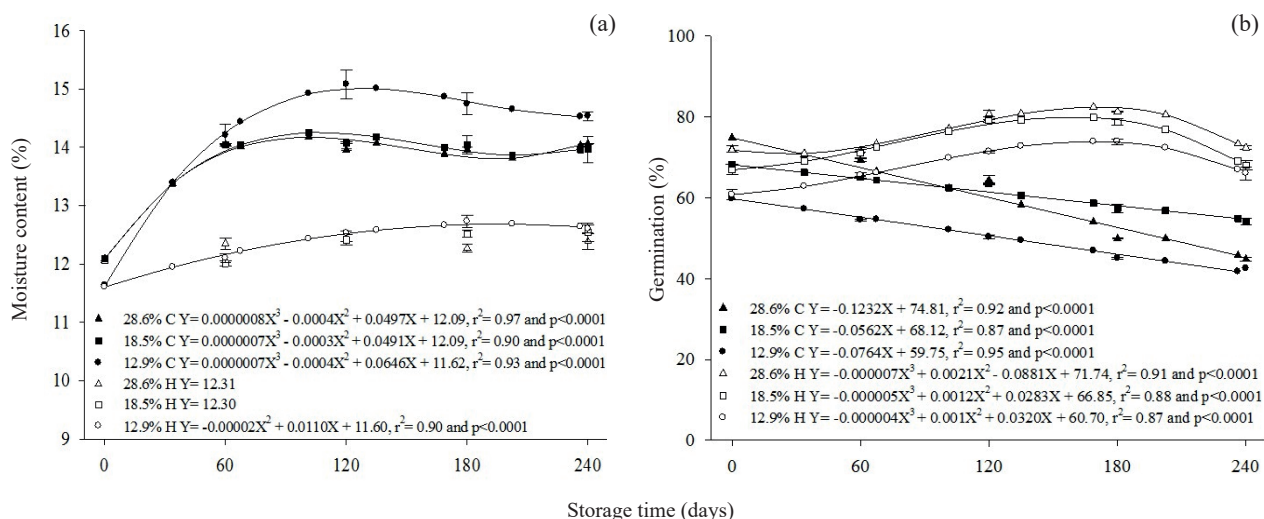 (a)
16
15
14
13
12
11
10
9
Moisture content (%)
28.6% C Y= 0.0000008X³ - 0.0004X² + 0.0497X + 12.09, r²= 0.97 and p<0.0001
18.5% C Y= 0.0000007X³ - 0.0003X² + 0.0491X + 12.09, r²= 0.90 and p<0.0001
12.9% C Y= 0.0000007X³ - 0.0004X² + 0.0646X + 11.62, r²= 0.93 and p<0.0001
28.6% H Y= 12.31
18.5% H Y= 12.30
12.9% H Y= -0.00002X² + 0.0110X + 11.60, r²= 0.90 and p<0.0001
0 60 120 180 240
(b)
100
80
60
40
20
0
Germination (%)
28.6% C Y= -0.1232X + 74.81, r²= 0.92 and p<0.0001
18.5% C Y= -0.0562X + 68.12, r²= 0.87 and p<0.0001
12.9% C Y= -0.0764X + 59.75, r²= 0.95 and p<0.0001
28.6% H Y= -0.000007X³ + 0.0021X² - 0.0881X + 71.74, r²= 0.91 and p<0.0001
18.5% H Y= -0.000005X³ + 0.0012X² + 0.0283X + 66.85, r²= 0.88 and p<0.0001
12.9% H Y= -0.000004X³ + 0.001X² + 0.0320X + 60.70, r²= 0.87 and p<0.0001
0 60 120 180 240
Storage time (days)